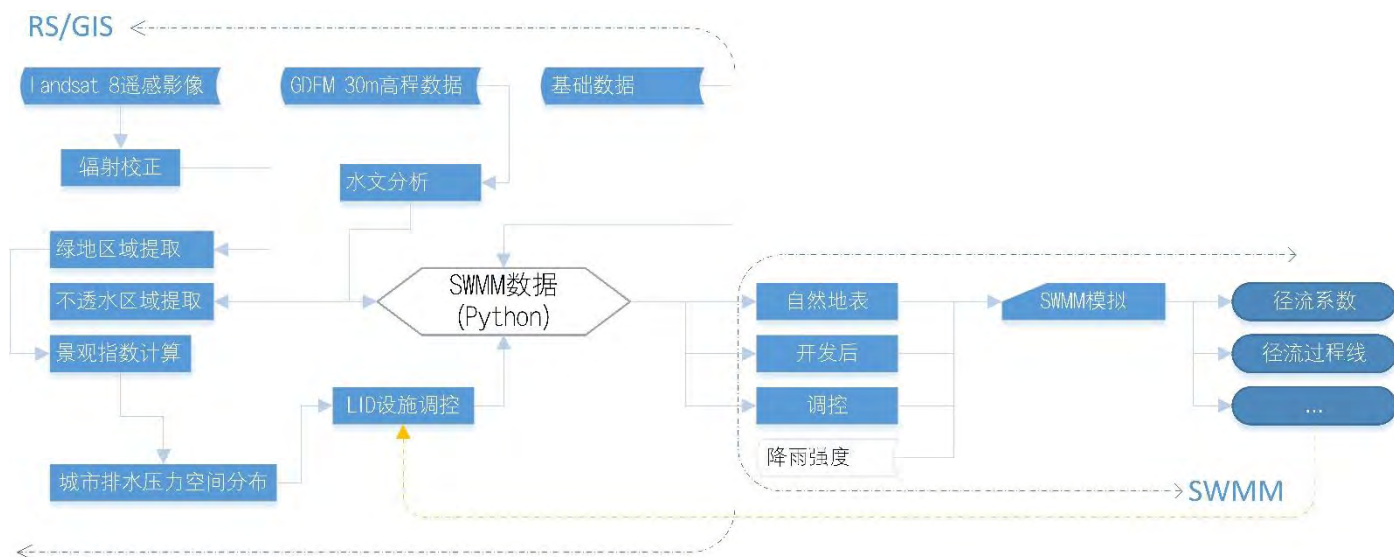 RS/GIS
Landsat 8遥感影像
GDFM 30m高程数据
基础数据
辐射校正
水文分析
绿地区域提取
不透水区域提取
SWMM数据
(Python)
自然地表
SWMM模拟
径流系数
景观指数计算
开发后
径流过程线
LID设施调控
调控
...
降雨强度
城市排水压力空间分布
SWMM